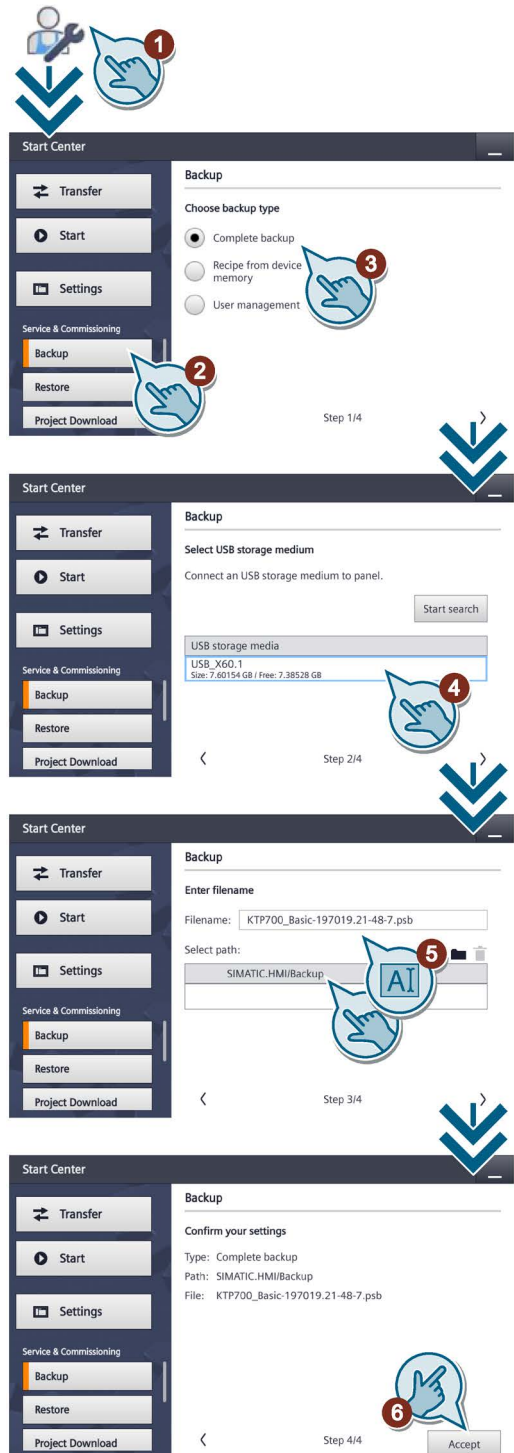 1
Start Center
Transfer
Start
Settings
Service & Commissioning
Backup
Restore
Project Download
Backup
Choose backup type
Complete backup
Recipe from device
memory
User management
3
2
Step 1/4
Start Center
Transfer
Start
Settings
Service & Commissioning
Backup
Restore
Project Download
Backup
Select USB storage medium
Connect an USB storage medium to panel.
Start search
USB storage media
USB_X60.1
Size: 7.60154 GB / Free: 7.38528 GB
4
Step 2/4
Start Center
Transfer
Start
Settings
Service & Commissioning
Backup
Restore
Project Download
Backup
Enter filename
Filename: KTP700_Basic-197019.21-48-7.psb
Select path:
5
SIMATIC.HMI/Backup
AI
Step 3/4
Start Center
Transfer
Start
Settings
Service & Commissioning
Backup
Restore
Project Download
Backup
Confirm your settings
Type: Complete backup
Path: SIMATIC.HMI/Backup
File: KTP700_Basic-197019.21-48-7.psb
6
Step 4/4
Accept